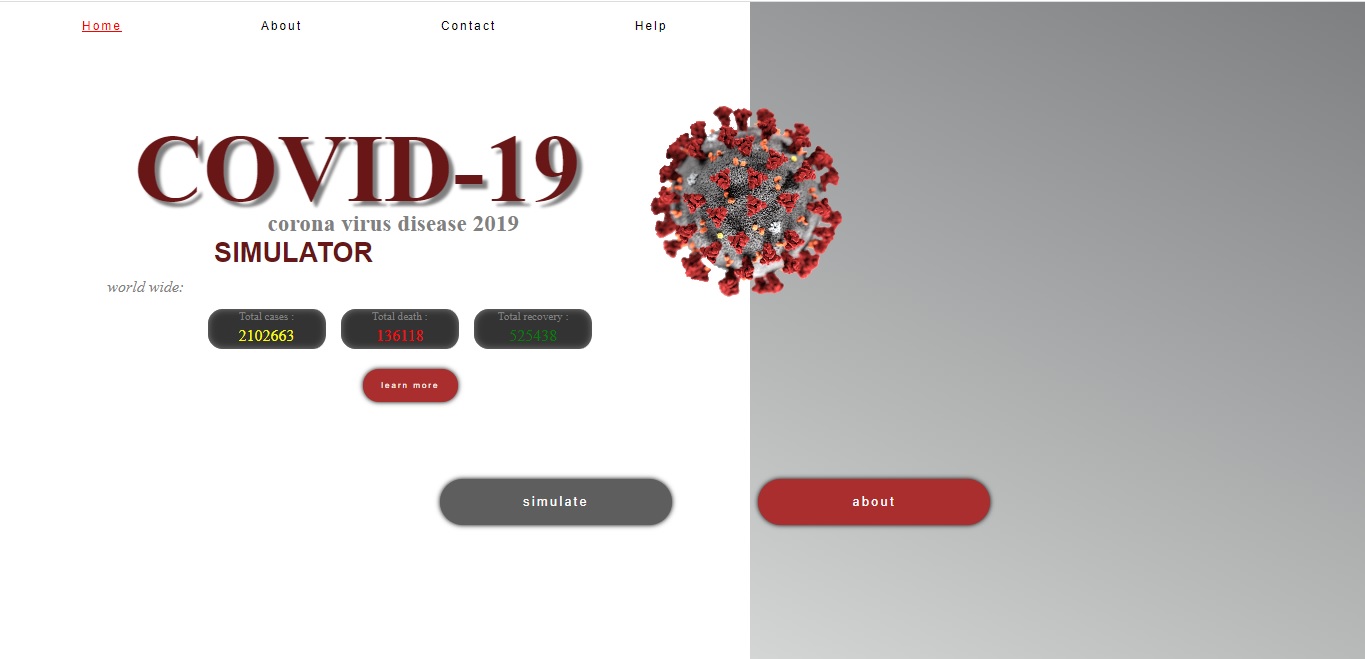 Home About Contact Help
COVID-19
corona virus disease 2019
SIMULATOR
world wide:
Total cases : Total death : Total recovery :
2102663 136118 525438
learn more
simulate about